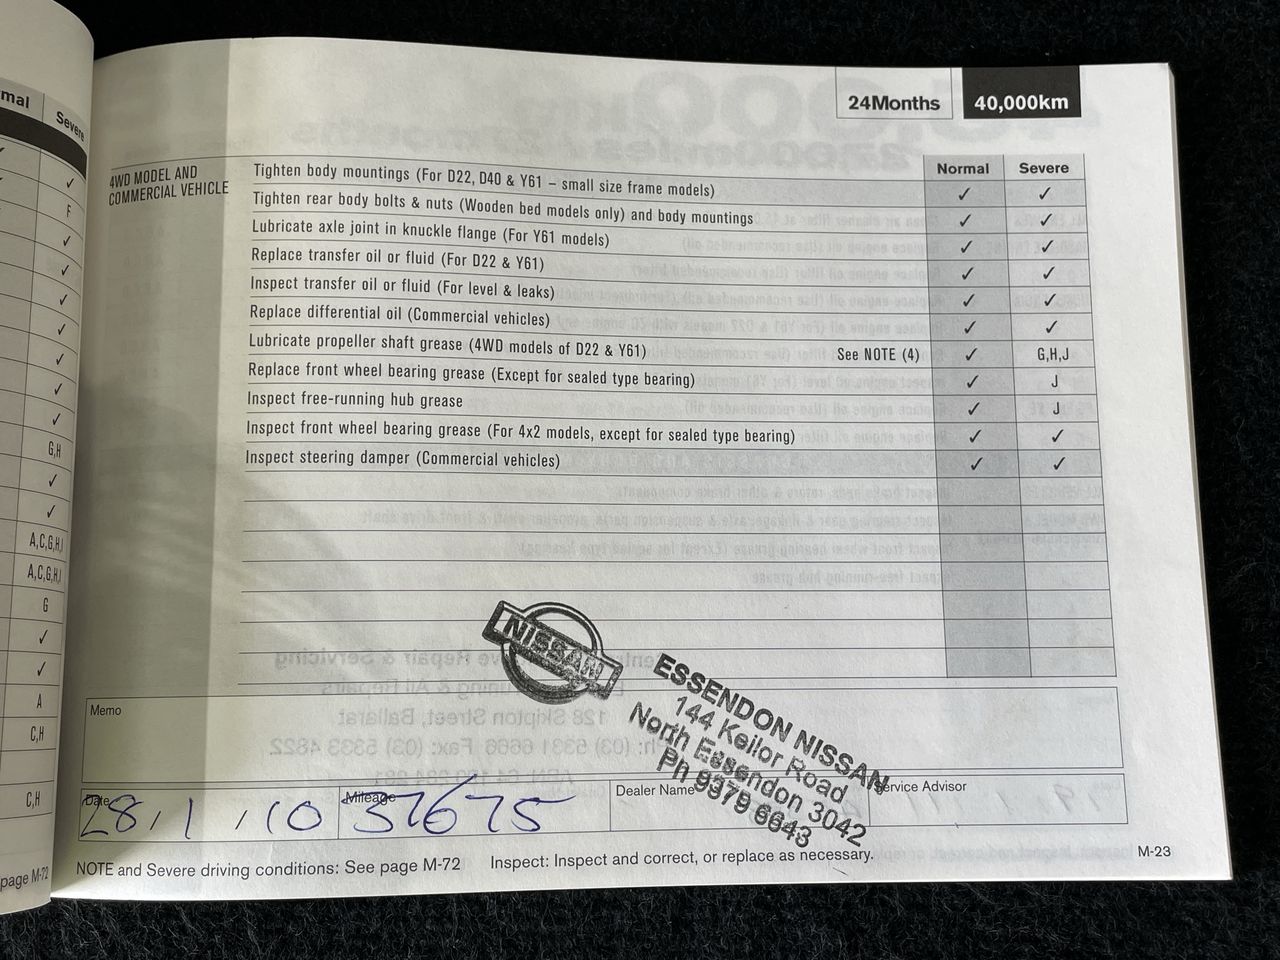 mal Severe
✓
F
✓
✓
✓
✓
✓
✓
✓
G,H
✓
✓
A,C,G,H,I
A,C,G,H,I
G
✓
✓
A
C,H
C,H
page M-72
24Months 40,000km
Normal Severe
4WD MODEL AND
COMMERCIAL VEHICLE
Tighten body mountings (For D22, D40 & Y61 – small size frame models) ✓ ✓
Tighten rear body bolts & nuts (Wooden bed models only) and body mountings ✓ ✓
Lubricate axle joint in knuckle flange (For Y61 models) ✓ ✓
Replace transfer oil or fluid (For D22 & Y61) ✓ ✓
Inspect transfer oil or fluid (For level & leaks) ✓ ✓
Replace differential oil (Commercial vehicles) ✓ ✓
Lubricate propeller shaft grease (4WD models of D22 & Y61) See NOTE (4) ✓ G,H,J
Replace front wheel bearing grease (Except for sealed type bearing) ✓ J
Inspect free-running hub grease ✓ J
Inspect front wheel bearing grease (For 4x2 models, except for sealed type bearing) ✓ ✓
Inspect steering damper (Commercial vehicles) ✓ ✓
NISSAN
ESSENDON NISSAN
144 Keilor Road
North Essendon 3042
Ph 9379 6643
Memo
Date 28/1/10
Mileage 37675
Dealer Name
Service Advisor
NOTE and Severe driving conditions: See page M-72 Inspect: Inspect and correct, or replace as necessary.
M-23